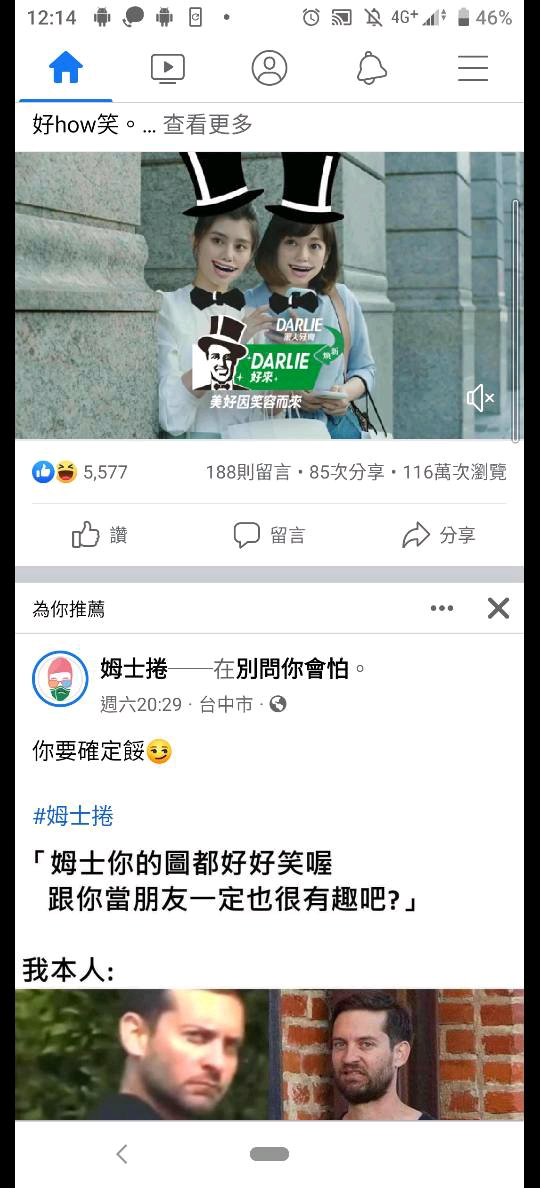 12:14
4G+
46%
好how笑。... 查看更多
DARLIE
黑人牙膏
DARLIE
好來
煥新
美好因笑容而來
5,577
188則留言・85次分享・116萬次瀏覽
讚
留言
分享
為你推薦
姆士捲——在別問你會怕。
週六20:29 · 台中市 ·
你要確定餒😏
#姆士捲
「姆士你的圖都好好笑喔
跟你當朋友一定也很有趣吧?」
我本人: